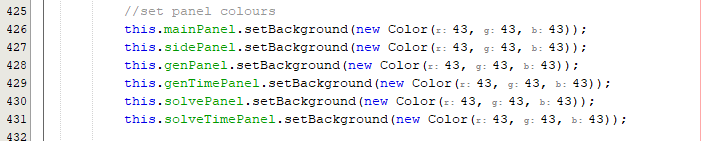 425 //set panel colours
426 this.mainPanel.setBackground(new Color(r: 43, g: 43, b: 43));
427 this.sidePanel.setBackground(new Color(r: 43, g: 43, b: 43));
428 this.genPanel.setBackground(new Color(r: 43, g: 43, b: 43));
429 this.genTimePanel.setBackground(new Color(r: 43, g: 43, b: 43));
430 this.solvePanel.setBackground(new Color(r: 43, g: 43, b: 43));
431 this.solveTimePanel.setBackground(new Color(r: 43, g: 43, b: 43));
432